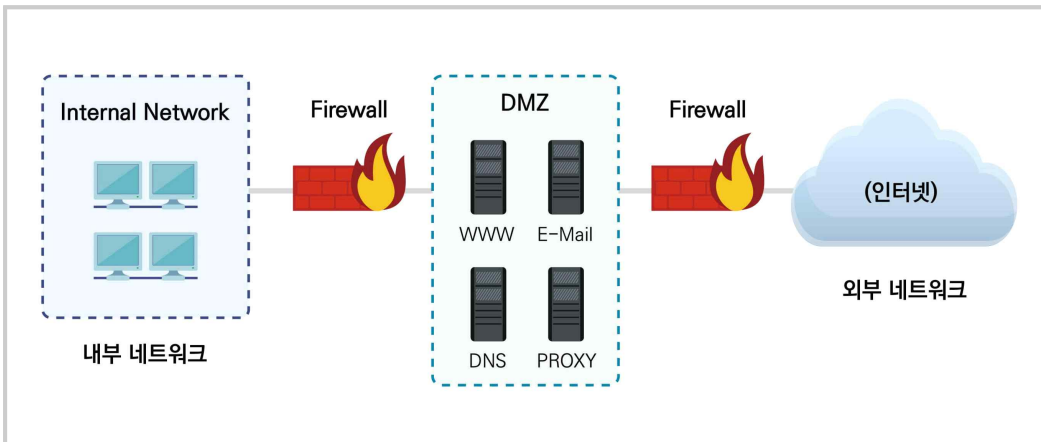 Internal Network
Firewall
DMZ
Firewall
WWW
E-Mail
DNS
PROXY
(인터넷)
내부 네트워크
외부 네트워크